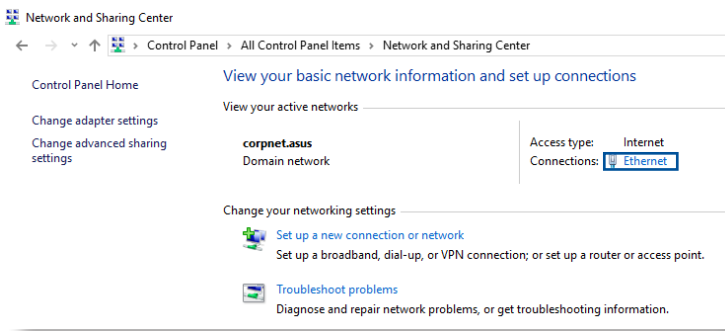 Network and Sharing Center
Control Panel > All Control Panel Items > Network and Sharing Center
Control Panel Home
Change adapter settings
Change advanced sharing
settings
View your basic network information and set up connections
View your active networks
corpnet.asus
Domain network
Access type: Internet
Connections: Ethernet
Change your networking settings
Set up a new connection or network
Set up a broadband, dial-up, or VPN connection; or set up a router or access point.
Troubleshoot problems
Diagnose and repair network problems, or get troubleshooting information.